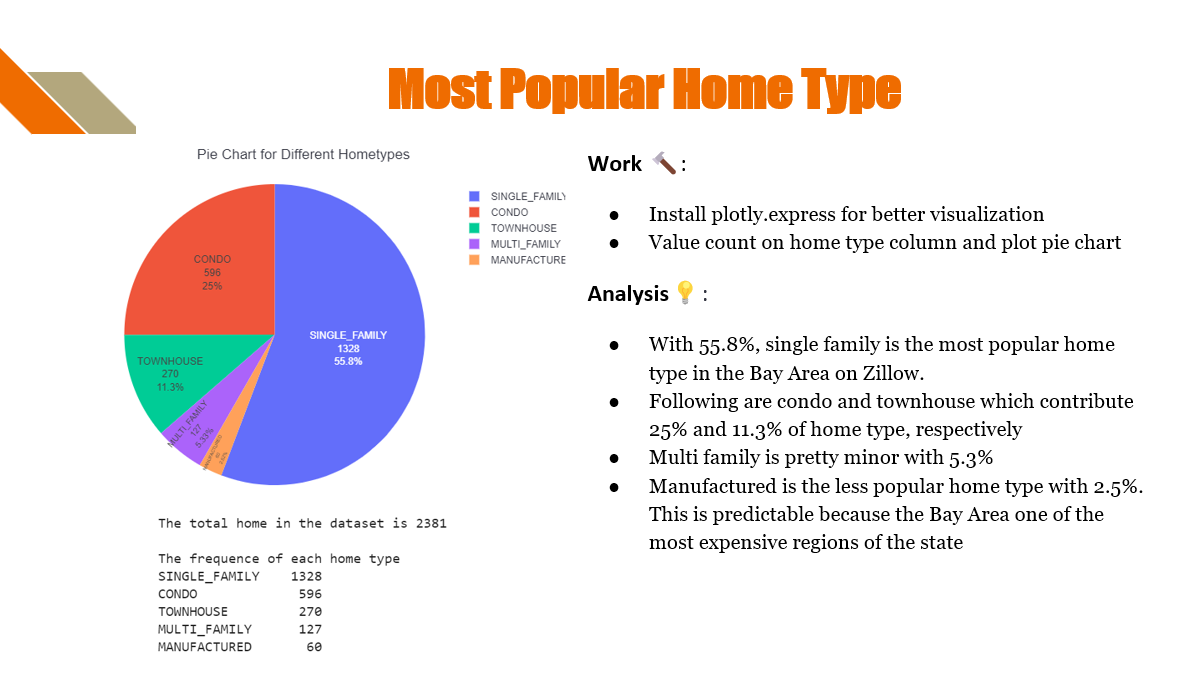 Most Popular Home Type
Pie Chart for Different Hometypes
SINGLE_FAMILY
CONDO
TOWNHOUSE
MULTI_FAMILY
MANUFACTURE
CONDO
596
25%
SINGLE_FAMILY
1328
55.8%
TOWNHOUSE
270
11.3%
MULTI_FAMILY
127
5.33%
MANUFACTURED
60
The total home in the dataset is 2381
The frequence of each home type
SINGLE_FAMILY 1328
CONDO 596
TOWNHOUSE 270
MULTI_FAMILY 127
MANUFACTURED 60
Work 🔨 :
● Install plotly.express for better visualization
● Value count on home type column and plot pie chart
Analysis 💡 :
● With 55.8%, single family is the most popular home
type in the Bay Area on Zillow.
● Following are condo and townhouse which contribute
25% and 11.3% of home type, respectively
● Multi family is pretty minor with 5.3%
● Manufactured is the less popular home type with 2.5%.
This is predictable because the Bay Area one of the
most expensive regions of the state